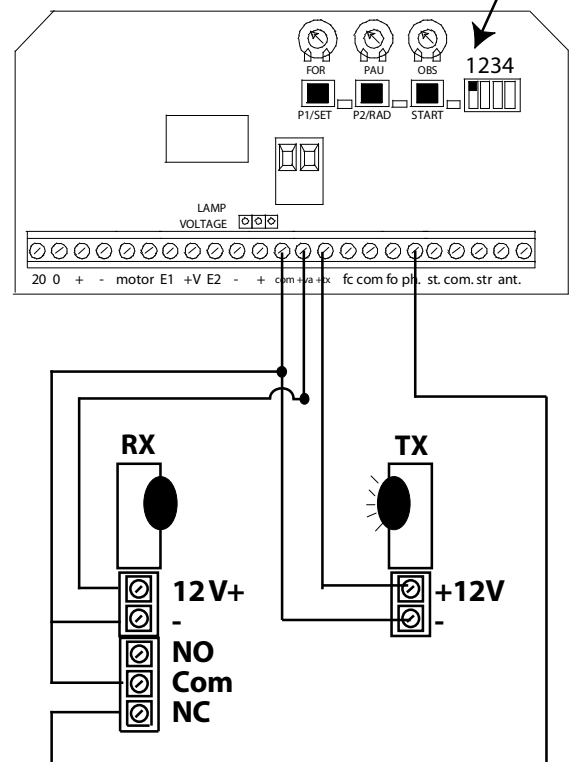 FOR PAU OBS 1234
P1/SET P2/RAD START
LAMP
VOLTAGE
20 0 + - motor E1 +V E2 - + com +va +tx fc com fo ph. st. com. str ant.
RX TX
12V+ +12V
- -
NO
Com
NC